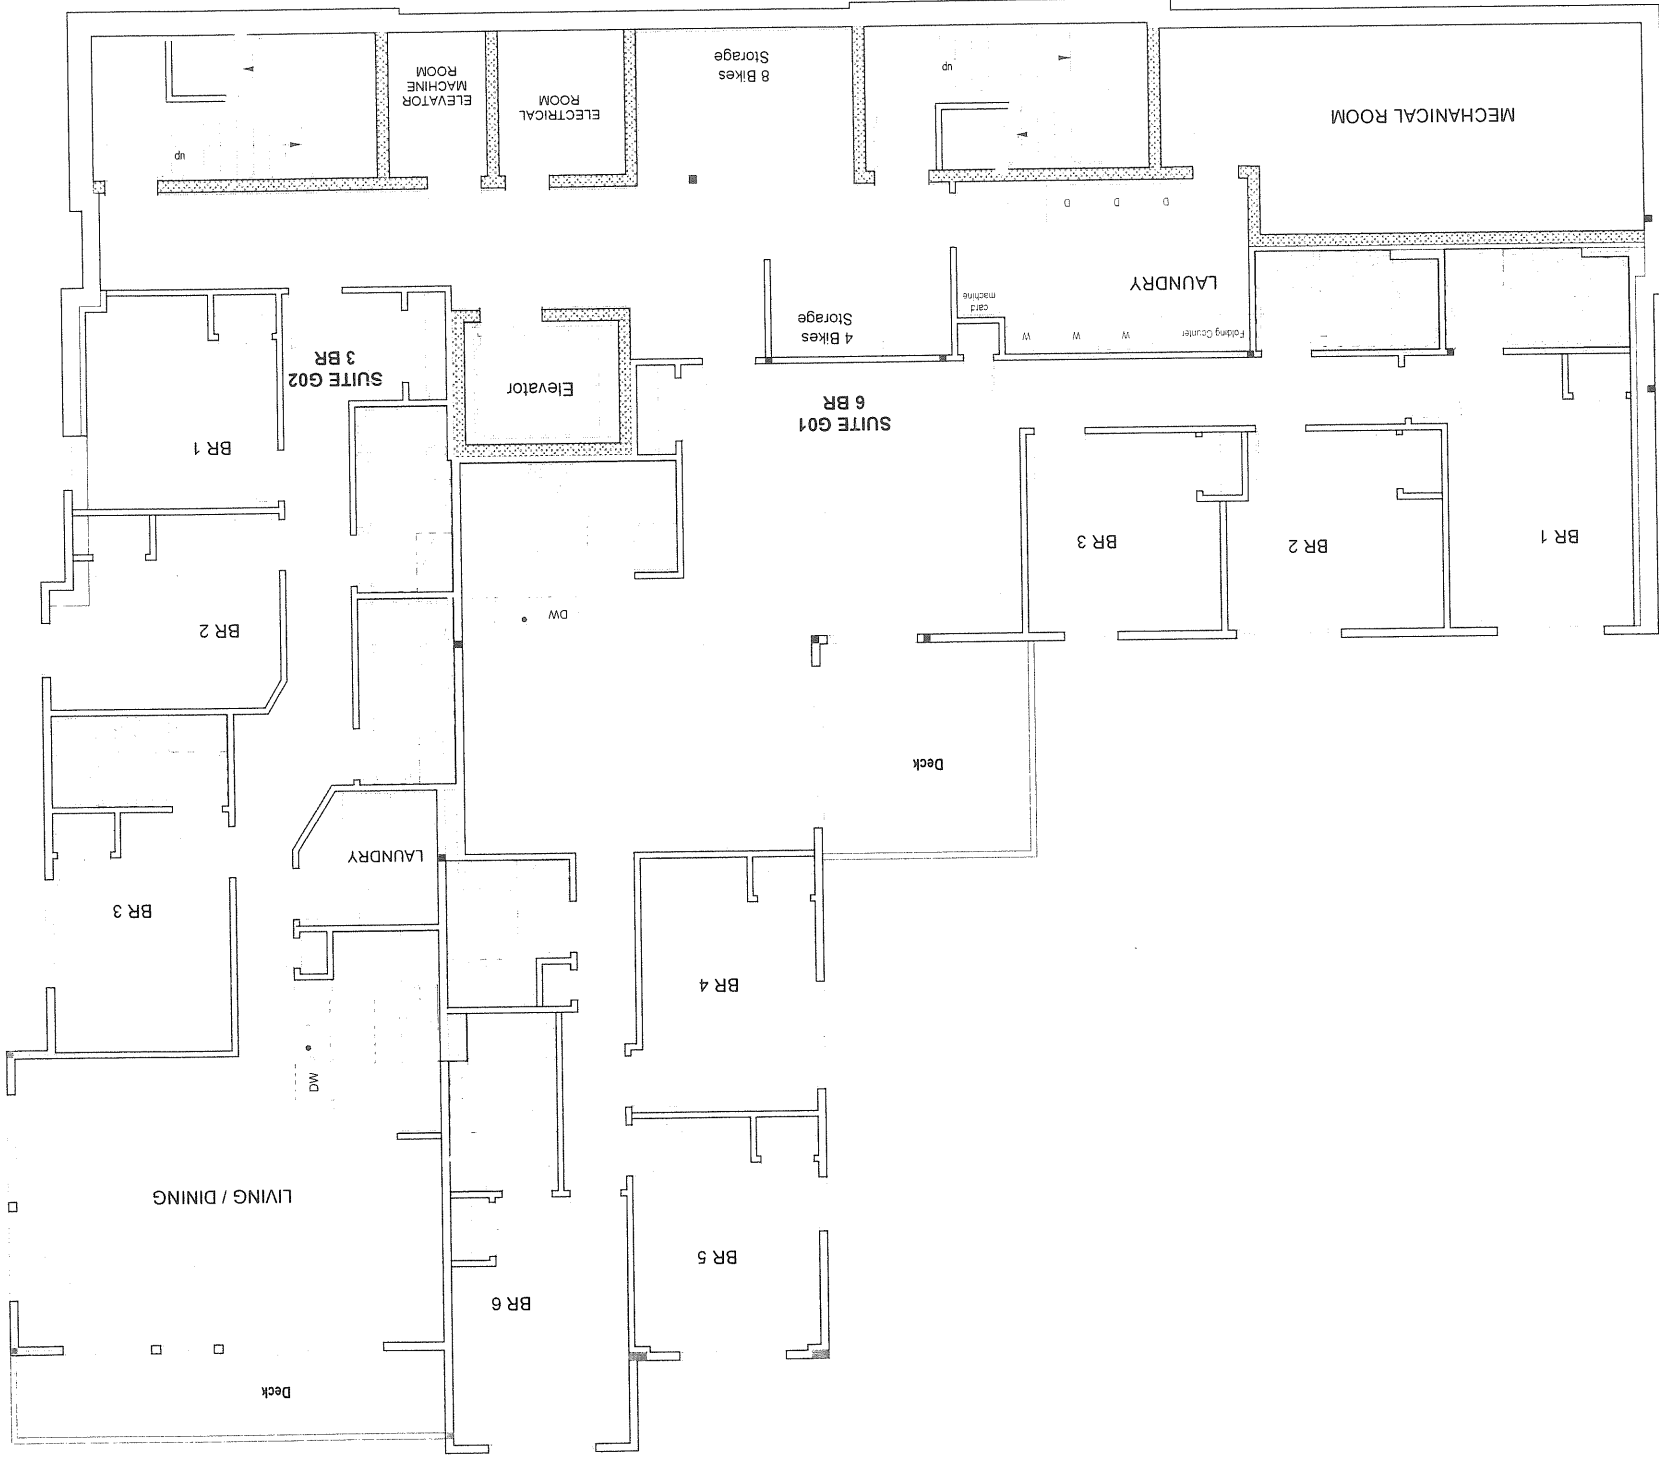 Deck
BR 6
BR 5
LIVING / DINING
DW
BR 4
BR 3
LAUNDRY
Deck
BR 2
DW
BR 1
BR 2
BR 3
BR 1
SUITE G01
6 BR
Elevator
SUITE G02
3 BR
Folding Counter
W
W
W
4 Bikes
Storage
card
machine
LAUNDRY
D
D
D
up
MECHANICAL ROOM
ELECTRICAL
ROOM
ELEVATOR
MACHINE
ROOM
8 Bikes
Storage
up